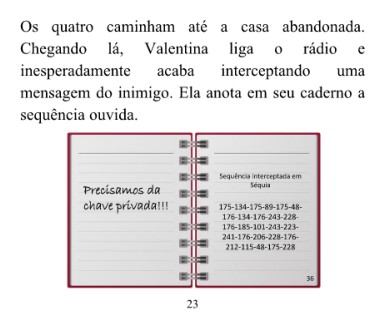 Os quatro caminham até a casa abandonada.
Chegando lá, Valentina liga o rádio e
inesperadamente acaba interceptando uma
mensagem do inimigo. Ela anota em seu caderno a
sequência ouvida.
Precisamos da
chave privada!!!
Sequência interceptada em
Séquia
175-134-175-89-175-48-
176-134-176-243-228-
176-185-101-243-223-
241-176-206-228-176-
212-115-48-175-228
36
23